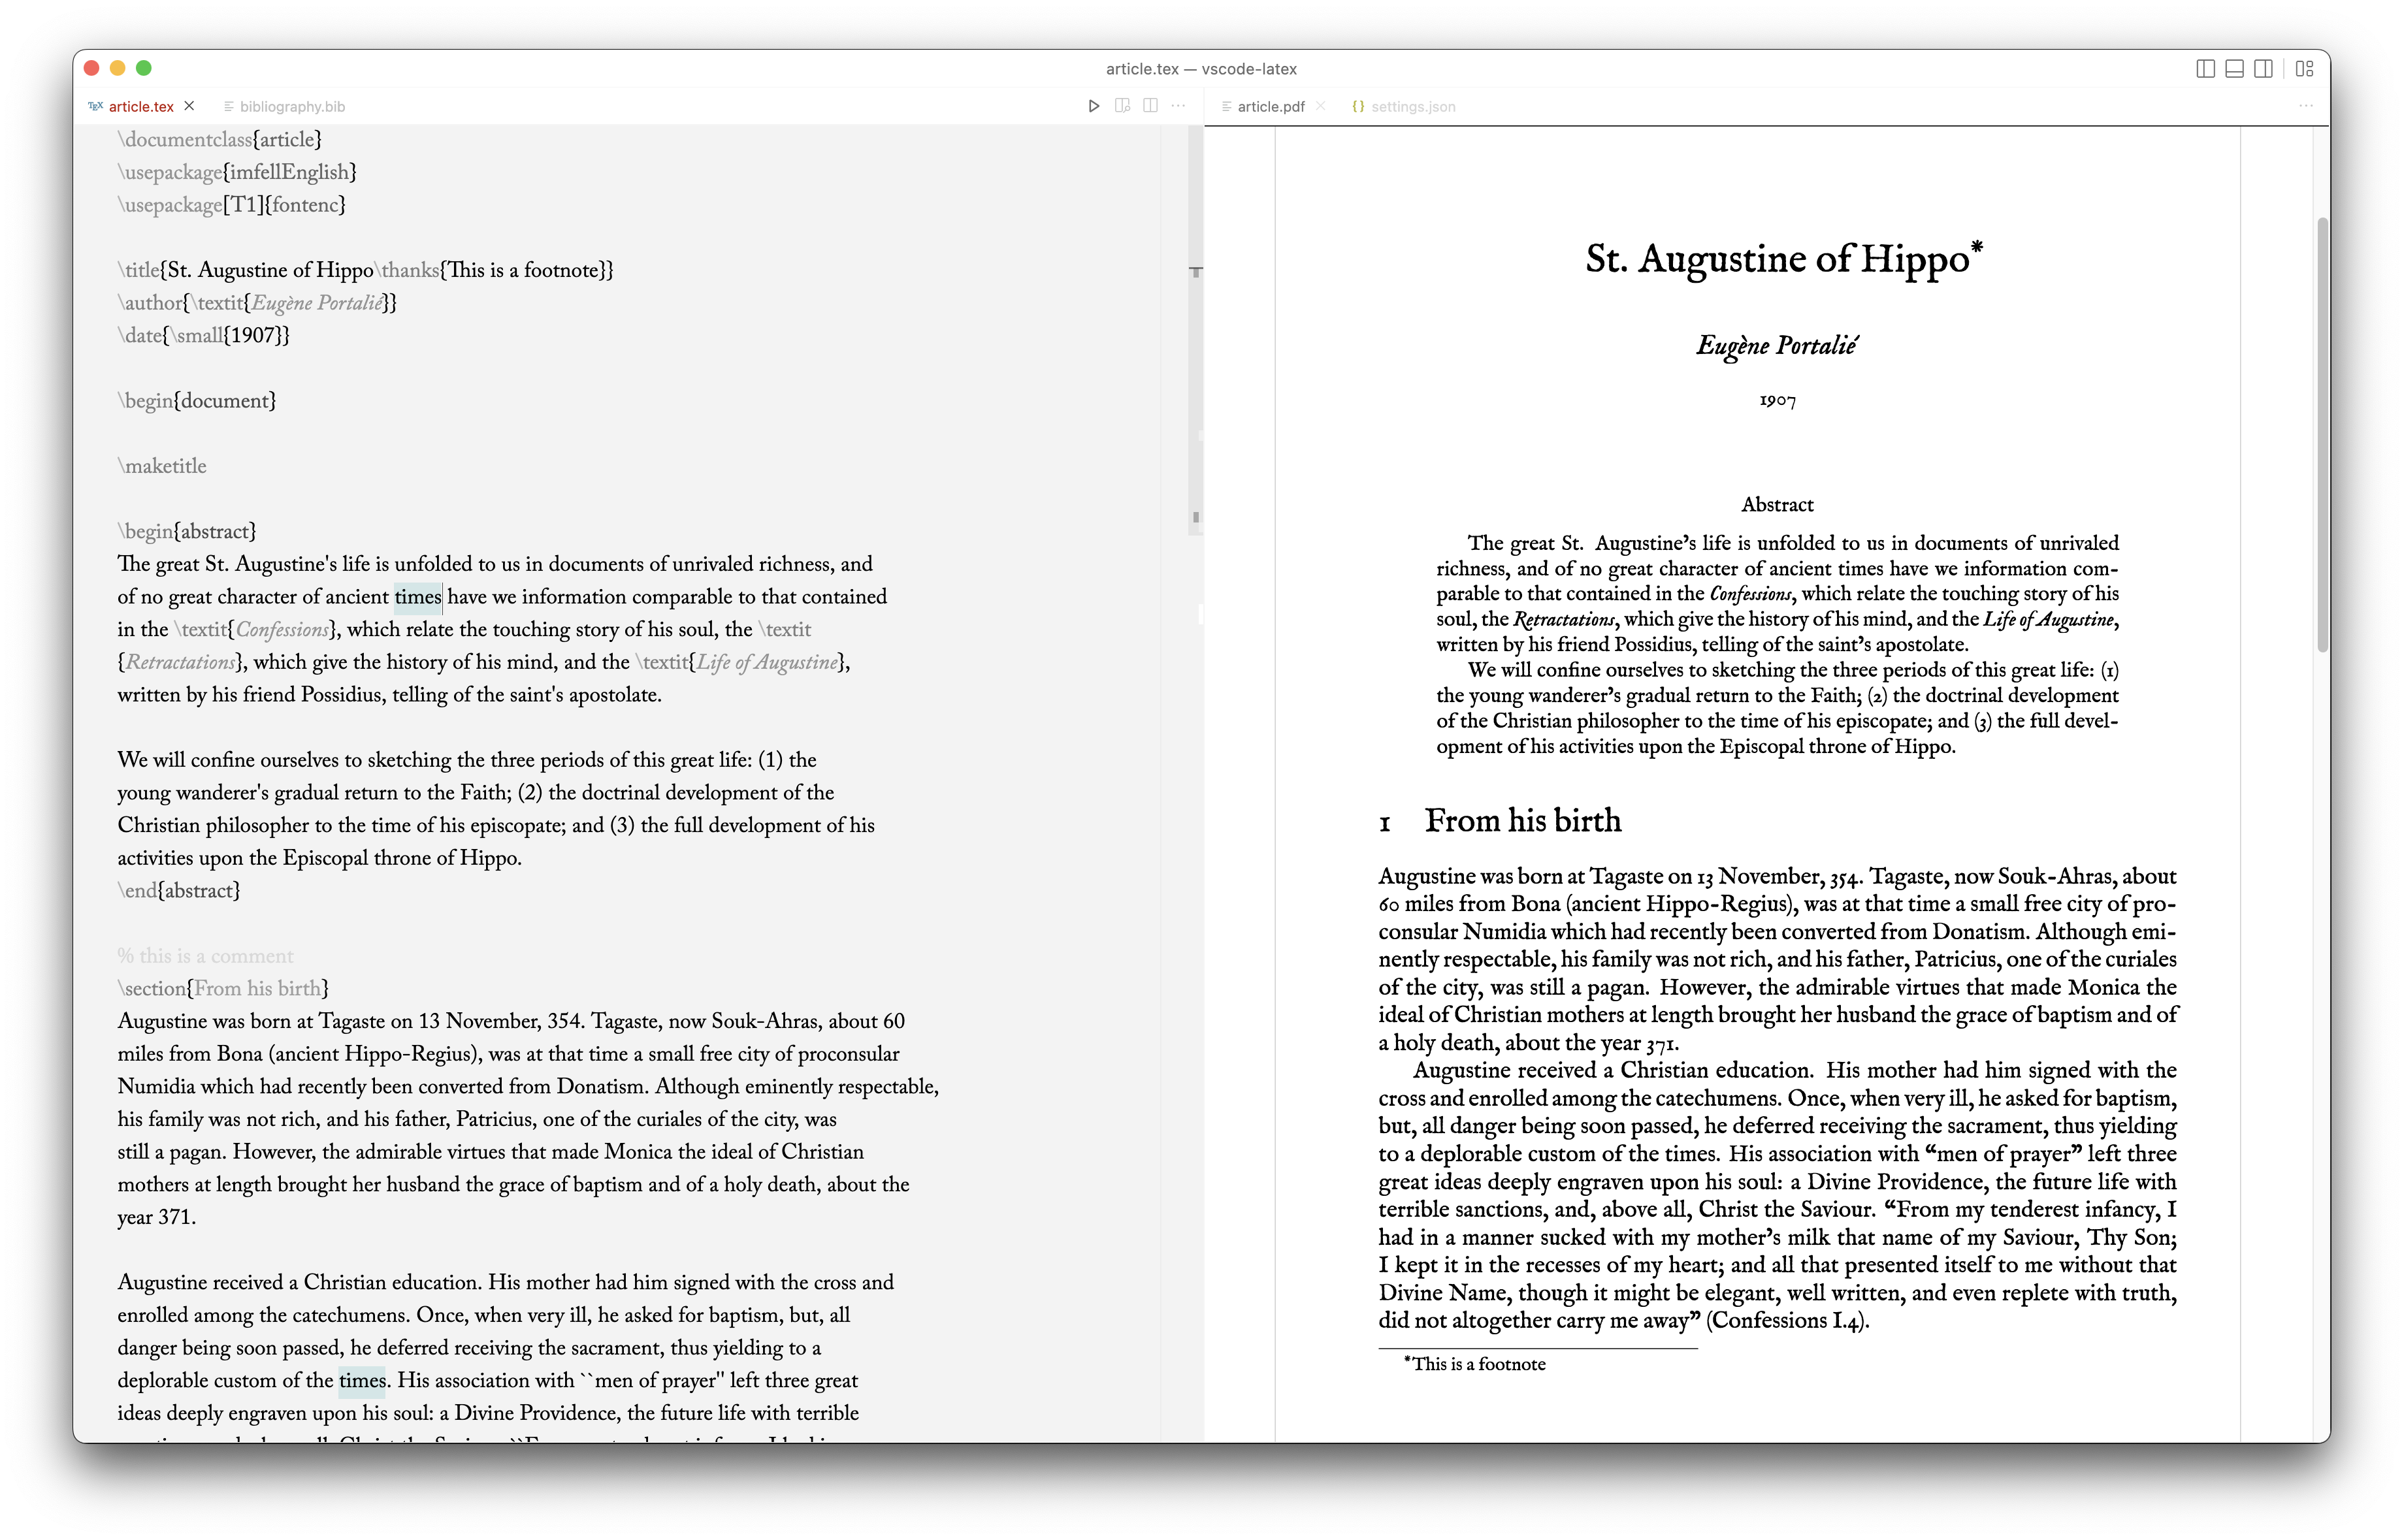 article.tex — vscode-latex
TEX article.tex
bibliography.bib
\documentclass{article}
\usepackage{imfellEnglish}
\usepackage[T1]{fontenc}
\title{St. Augustine of Hippo\thanks{This is a footnote}}
\author{\textit{Eugène Portalié}}
\date{\small{1907}}
\begin{document}
\maketitle
\begin{abstract}
The great St. Augustine's life is unfolded to us in documents of unrivaled richness, and
of no great character of ancient times have we information comparable to that contained
in the \textit{Confessions}, which relate the touching story of his soul, the \textit
{Retractations}, which give the history of his mind, and the \textit{Life of Augustine},
written by his friend Possidius, telling of the saint's apostolate.
We will confine ourselves to sketching the three periods of this great life: (1) the
young wanderer's gradual return to the Faith; (2) the doctrinal development of the
Christian philosopher to the time of his episcopate; and (3) the full development of his
activities upon the Episcopal throne of Hippo.
\end{abstract}
% this is a comment
\section{From his birth}
Augustine was born at Tagaste on 13 November, 354. Tagaste, now Souk-Ahras, about 60
miles from Bona (ancient Hippo-Regius), was at that time a small free city of proconsular
Numidia which had recently been converted from Donatism. Although eminently respectable,
his family was not rich, and his father, Patricius, one of the curiales of the city, was
still a pagan. However, the admirable virtues that made Monica the ideal of Christian
mothers at length brought her husband the grace of baptism and of a holy death, about the
year 371.
Augustine received a Christian education. His mother had him signed with the cross and
enrolled among the catechumens. Once, when very ill, he asked for baptism, but, all
danger being soon passed, he deferred receiving the sacrament, thus yielding to a
deplorable custom of the times. His association with ``men of prayer'' left three great
ideas deeply engraven upon his soul: a Divine Providence, the future life with terrible
article.pdf
{} settings.json
St. Augustine of Hippo*
Eugène Portalié
1907
Abstract
The great St. Augustine’s life is unfolded to us in documents of unrivaled
richness, and of no great character of ancient times have we information com-
parable to that contained in the Confessions, which relate the touching story of his
soul, the Retractations, which give the history of his mind, and the Life of Augustine,
written by his friend Possidius, telling of the saint’s apostolate.
We will confine ourselves to sketching the three periods of this great life: (1)
the young wanderer’s gradual return to the Faith; (2) the doctrinal development
of the Christian philosopher to the time of his episcopate; and (3) the full devel-
opment of his activities upon the Episcopal throne of Hippo.
1 From his birth
Augustine was born at Tagaste on 13 November, 354. Tagaste, now Souk-Ahras, about
60 miles from Bona (ancient Hippo-Regius), was at that time a small free city of pro-
consular Numidia which had recently been converted from Donatism. Although emi-
nently respectable, his family was not rich, and his father, Patricius, one of the curiales
of the city, was still a pagan. However, the admirable virtues that made Monica the
ideal of Christian mothers at length brought her husband the grace of baptism and of
a holy death, about the year 371.
Augustine received a Christian education. His mother had him signed with the
cross and enrolled among the catechumens. Once, when very ill, he asked for baptism,
but, all danger being soon passed, he deferred receiving the sacrament, thus yielding
to a deplorable custom of the times. His association with “men of prayer” left three
great ideas deeply engraven upon his soul: a Divine Providence, the future life with
terrible sanctions, and, above all, Christ the Saviour. “From my tenderest infancy, I
had in a manner sucked with my mother’s milk that name of my Saviour, Thy Son;
I kept it in the recesses of my heart; and all that presented itself to me without that
Divine Name, though it might be elegant, well written, and even replete with truth,
did not altogether carry me away” (Confessions I.4).
*This is a footnote